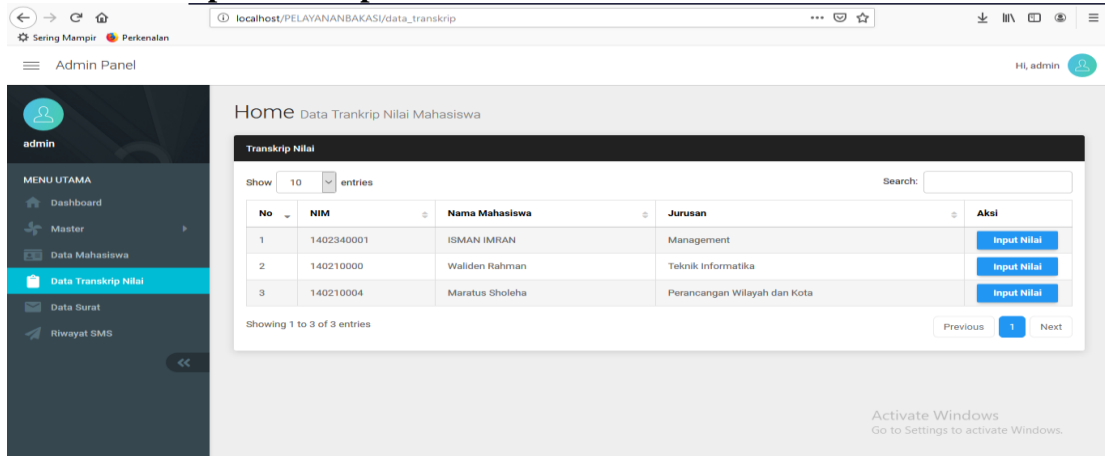 localhost/PELAYANANBAKASI/data_transkrip
Sering Mampir Perkenalan
Admin Panel
Hi, admin
admin
MENU UTAMA
Dashboard
Master
Data Mahasiswa
Data Transkrip Nilai
Data Surat
Riwayat SMS
Home Data Trankrip Nilai Mahasiswa
Transkrip Nilai
Show 10 entries
Search:
No NIM Nama Mahasiswa Jurusan Aksi
1 1402340001 ISMAN IMRAN Management Input Nilai
2 140210000 Waliden Rahman Teknik Informatika Input Nilai
3 140210004 Maratus Sholeha Perancangan Wilayah dan Kota Input Nilai
Showing 1 to 3 of 3 entries
Previous 1 Next
Activate Windows
Go to Settings to activate Windows.